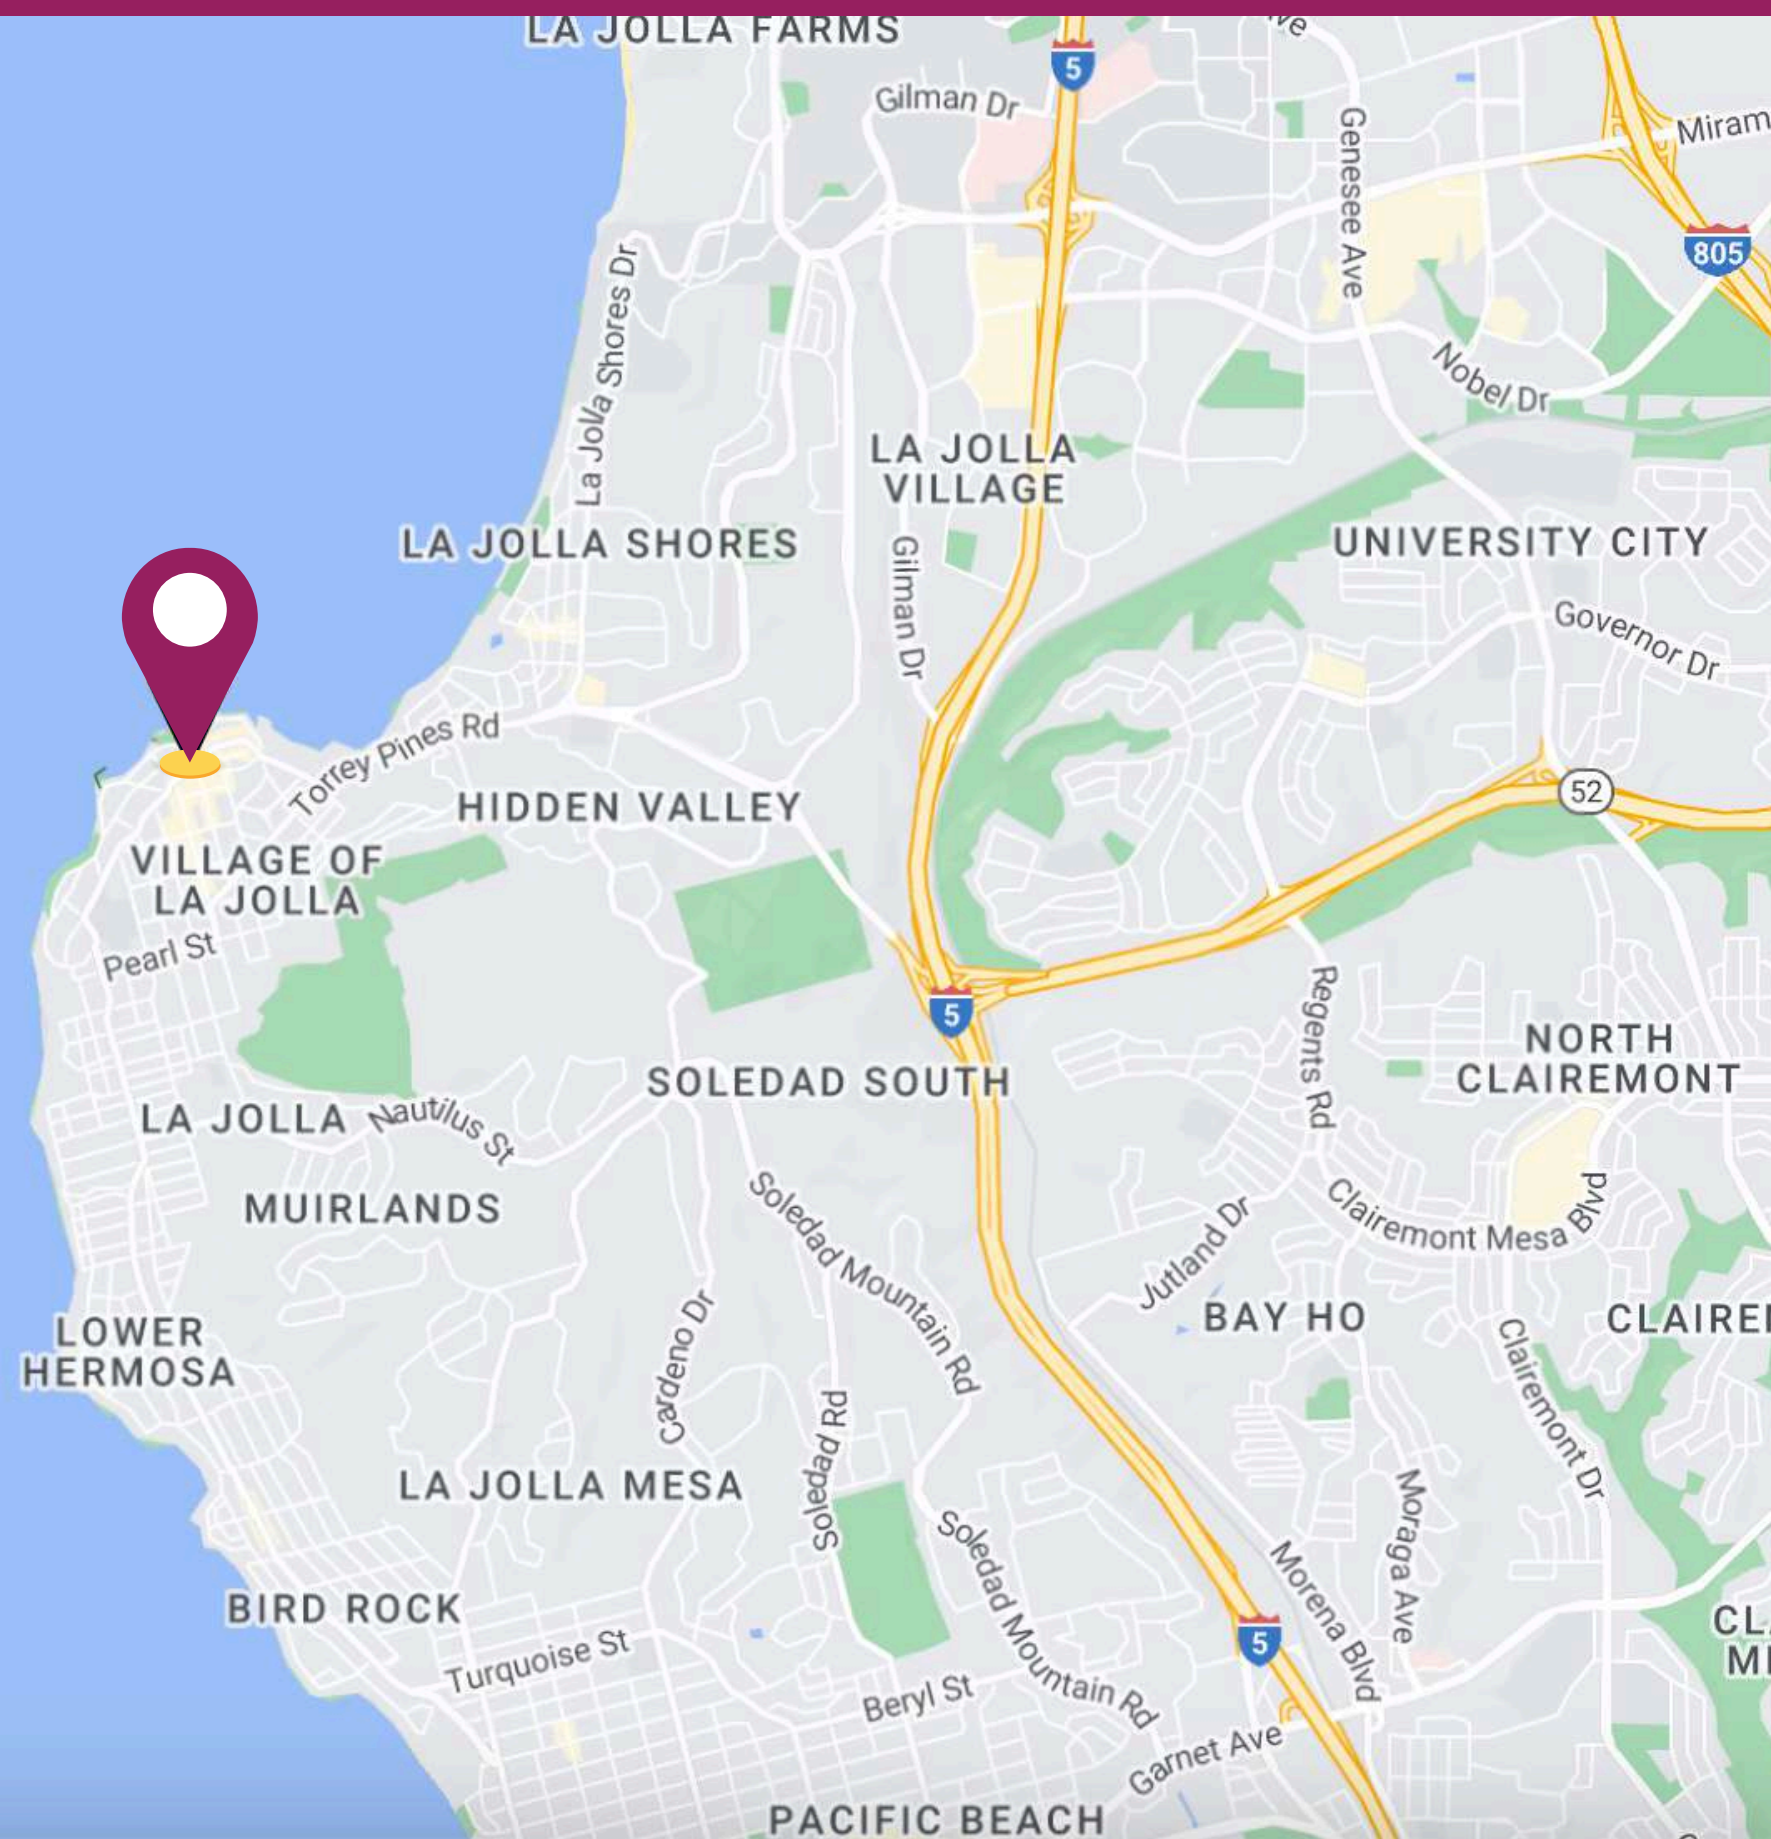 LA JOLLA FARMS
5
ve
Gilman Dr
Genesee Ave
Miram
805
La Jolla Shores Dr
Nobel Dr
LA JOLLA
VILLAGE
LA JOLLA SHORES
UNIVERSITY CITY
Gilman Dr
Governor Dr
Torrey Pines Rd
HIDDEN VALLEY
52
VILLAGE OF
LA JOLLA
Pearl St
5
Regents Rd
NORTH
CLAIREMONT
SOLEDAD SOUTH
LA JOLLA
Nautilus St
MUIRLANDS
Soledad Mountain Rd
Clairemont Mesa Blvd
Jutland Dr
BAY HO
CLAIRE
LOWER
HERMOSA
Cardeno Dr
Clairemont Dr
Soledad Rd
LA JOLLA MESA
Moraga Ave
Soledad Mountain Rd
Morena Blvd
BIRD ROCK
5
CL
M
Turquoise St
Beryl St
Garnet Ave
PACIFIC BEACH